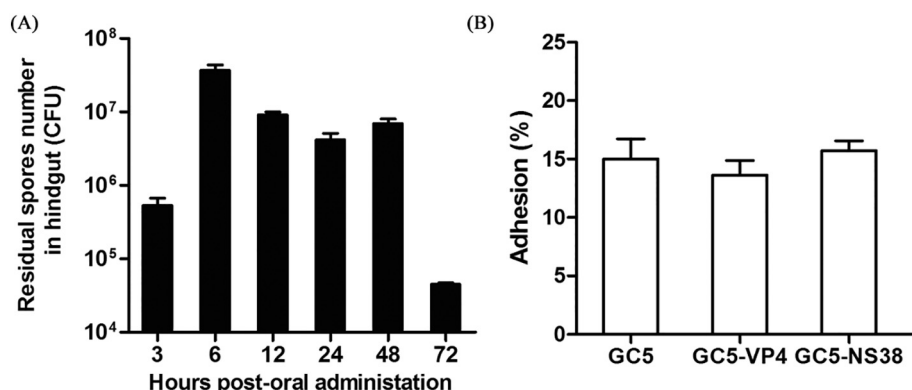 (A)
Residual spores number
in hindgut (CFU)
10⁸
10⁷
10⁶
10⁵
10⁴
3 6 12 24 48 72
Hours post-oral administation
(B)
Adhesion (%)
25
20
15
10
5
0
GC5 GC5-VP4 GC5-NS38